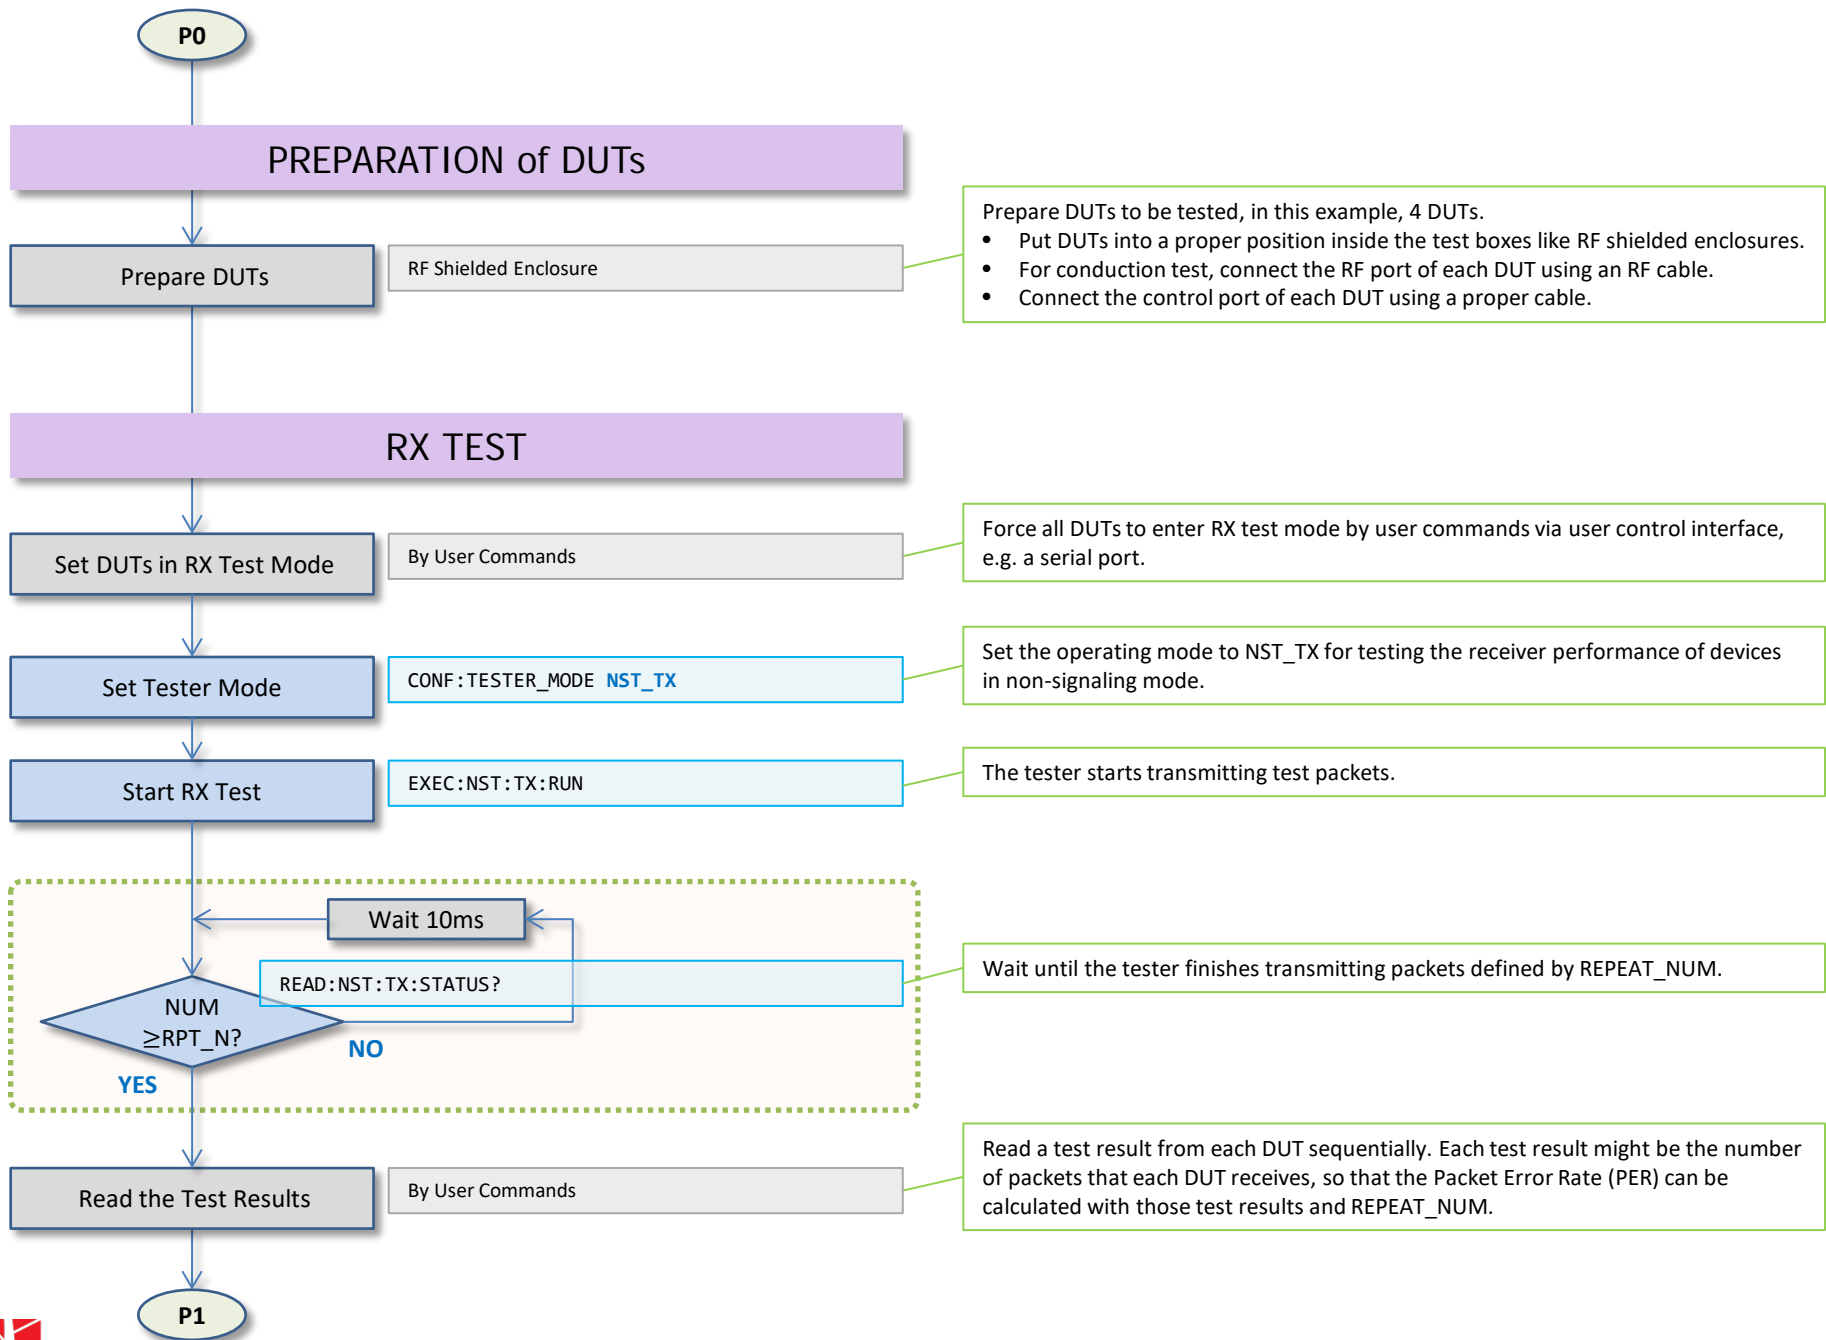 P0
PREPARATION of DUTs
Prepare DUTs
RF Shielded Enclosure
Prepare DUTs to be tested, in this example, 4 DUTs.
• Put DUTs into a proper position inside the test boxes like RF shielded enclosures.
• For conduction test, connect the RF port of each DUT using an RF cable.
• Connect the control port of each DUT using a proper cable.
RX TEST
Set DUTs in RX Test Mode
By User Commands
Force all DUTs to enter RX test mode by user commands via user control interface,
e.g. a serial port.
Set Tester Mode
CONF:TESTER_MODE NST_TX
Set the operating mode to NST_TX for testing the receiver performance of devices
in non-signaling mode.
Start RX Test
EXEC:NST:TX:RUN
The tester starts transmitting test packets.
Wait 10ms
READ:NST:TX:STATUS?
Wait until the tester finishes transmitting packets defined by REPEAT_NUM.
NUM
≥RPT_N?
NO
YES
Read the Test Results
By User Commands
Read a test result from each DUT sequentially. Each test result might be the number
of packets that each DUT receives, so that the Packet Error Rate (PER) can be
calculated with those test results and REPEAT_NUM.
P1